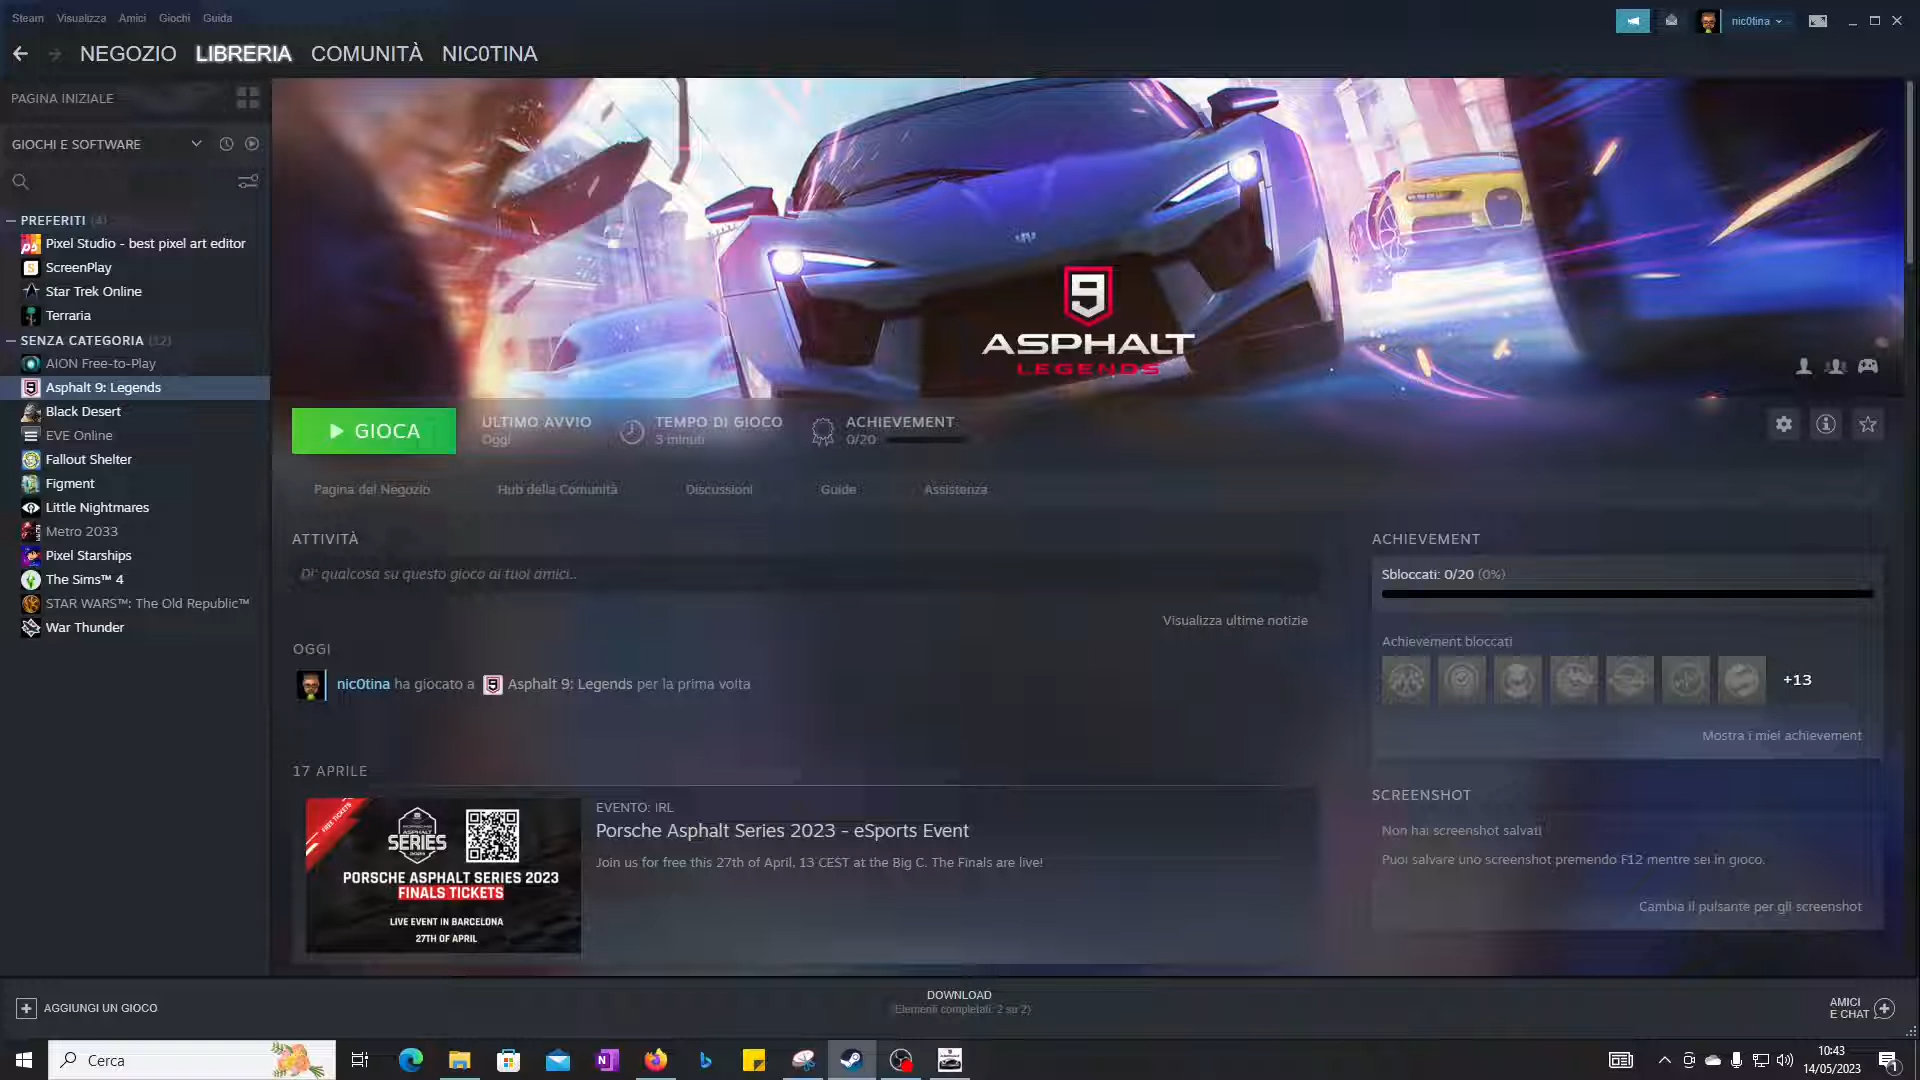 Steam Visualizza Amici Giochi Guida
nic0tina
NEGOZIO LIBRERIA COMUNITÀ NIC0TINA
PAGINA INIZIALE
GIOCHI E SOFTWARE
PREFERITI (4)
Pixel Studio - best pixel art editor
ScreenPlay
Star Trek Online
Terraria
SENZA CATEGORIA (12)
AION Free-to-Play
Asphalt 9: Legends
Black Desert
EVE Online
Fallout Shelter
Figment
Little Nightmares
Metro 2033
Pixel Starships
The Sims™ 4
STAR WARS™: The Old Republic™
War Thunder
9
ASPHALT
LEGENDS
GIOCA
ULTIMO AVVIO
Oggi
TEMPO DI GIOCO
3 minuti
ACHIEVEMENT
0/20
Pagina del Negozio Hub della Comunità Discussioni Guide Assistenza
ATTIVITÀ
Di' qualcosa su questo gioco ai tuoi amici...
Visualizza ultime notizie
OGGI
nic0tina ha giocato a Asphalt 9: Legends per la prima volta
17 APRILE
FREE TICKETS
ASPHALT
SERIES
PORSCHE ASPHALT SERIES 2023
FINALS TICKETS
LIVE EVENT IN BARCELONA
27TH OF APRIL
EVENTO: IRL
Porsche Asphalt Series 2023 - eSports Event
Join us for free this 27th of April, 13 CEST at the Big C. The Finals are live!
ACHIEVEMENT
Sbloccati: 0/20 (0%)
Achievement bloccati
+13
Mostra i miei achievement
SCREENSHOT
Non hai screenshot salvati
Puoi salvare uno screenshot premendo F12 mentre sei in gioco.
Cambia il pulsante per gli screenshot
AGGIUNGI UN GIOCO
DOWNLOAD
Elementi completati: 2 su 2)
AMICI
E CHAT
Cerca
10:43
14/05/2023
1